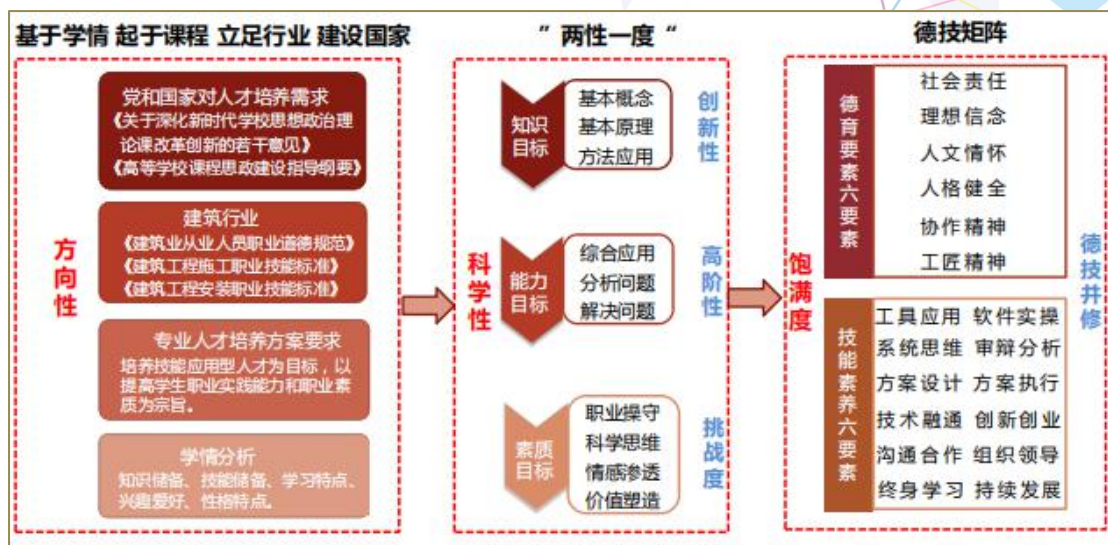 基于学情 起于课程 立足行业 建设国家
方向性
党和国家对人才培养需求
《关于深化新时代学校思想政治理
论课改革创新的若干意见》
《高等学校课程思政建设指导纲要》
建筑行业
《建筑业从业人员职业道德规范》
《建筑工程施工职业技能标准》
《建筑工程安装职业技能标准》
专业人才培养方案要求
培养技能应用型人才为目标，以
提高学生职业实践能力和职业素
质为宗旨。
学情分析
知识储备、技能储备、学习特点、
兴趣爱好、性格特点。
”两性一度“
科学性
知识
目标
基本概念
基本原理
方法应用
创新性
能力
目标
综合应用
分析问题
解决问题
高阶性
素质
目标
职业操守
科学思维
情感渗透
价值塑造
挑战度
德技矩阵
饱满度
德育要素六要素
社会责任
理想信念
人文情怀
人格健全
协作精神
工匠精神
技能素养六要素
工具应用 软件实操
系统思维 审辩分析
方案设计 方案执行
技术融通 创新创业
沟通合作 组织领导
终身学习 持续发展
德技并修